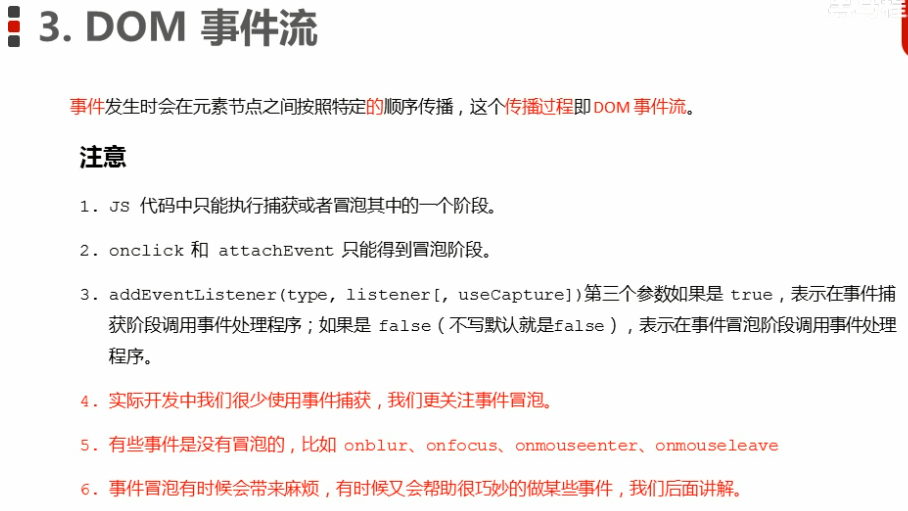 3. DOM 事件流
事件发生时会在元素节点之间按照特定的顺序传播，这个传播过程即 DOM 事件流。
注意
1. JS 代码中只能执行捕获或者冒泡其中的一个阶段。
2. onclick 和 attachEvent 只能得到冒泡阶段。
3. addEventListener(type, listener[, useCapture])第三个参数如果是 true，表示在事件捕
获阶段调用事件处理程序；如果是 false（不写默认就是false），表示在事件冒泡阶段调用事件处理
程序。
4. 实际开发中我们很少使用事件捕获，我们更关注事件冒泡。
5. 有些事件是没有冒泡的，比如 onblur、onfocus、onmouseenter、onmouseleave
6. 事件冒泡有时候会带来麻烦，有时候又会帮助很巧妙的做某些事件，我们后面讲解。